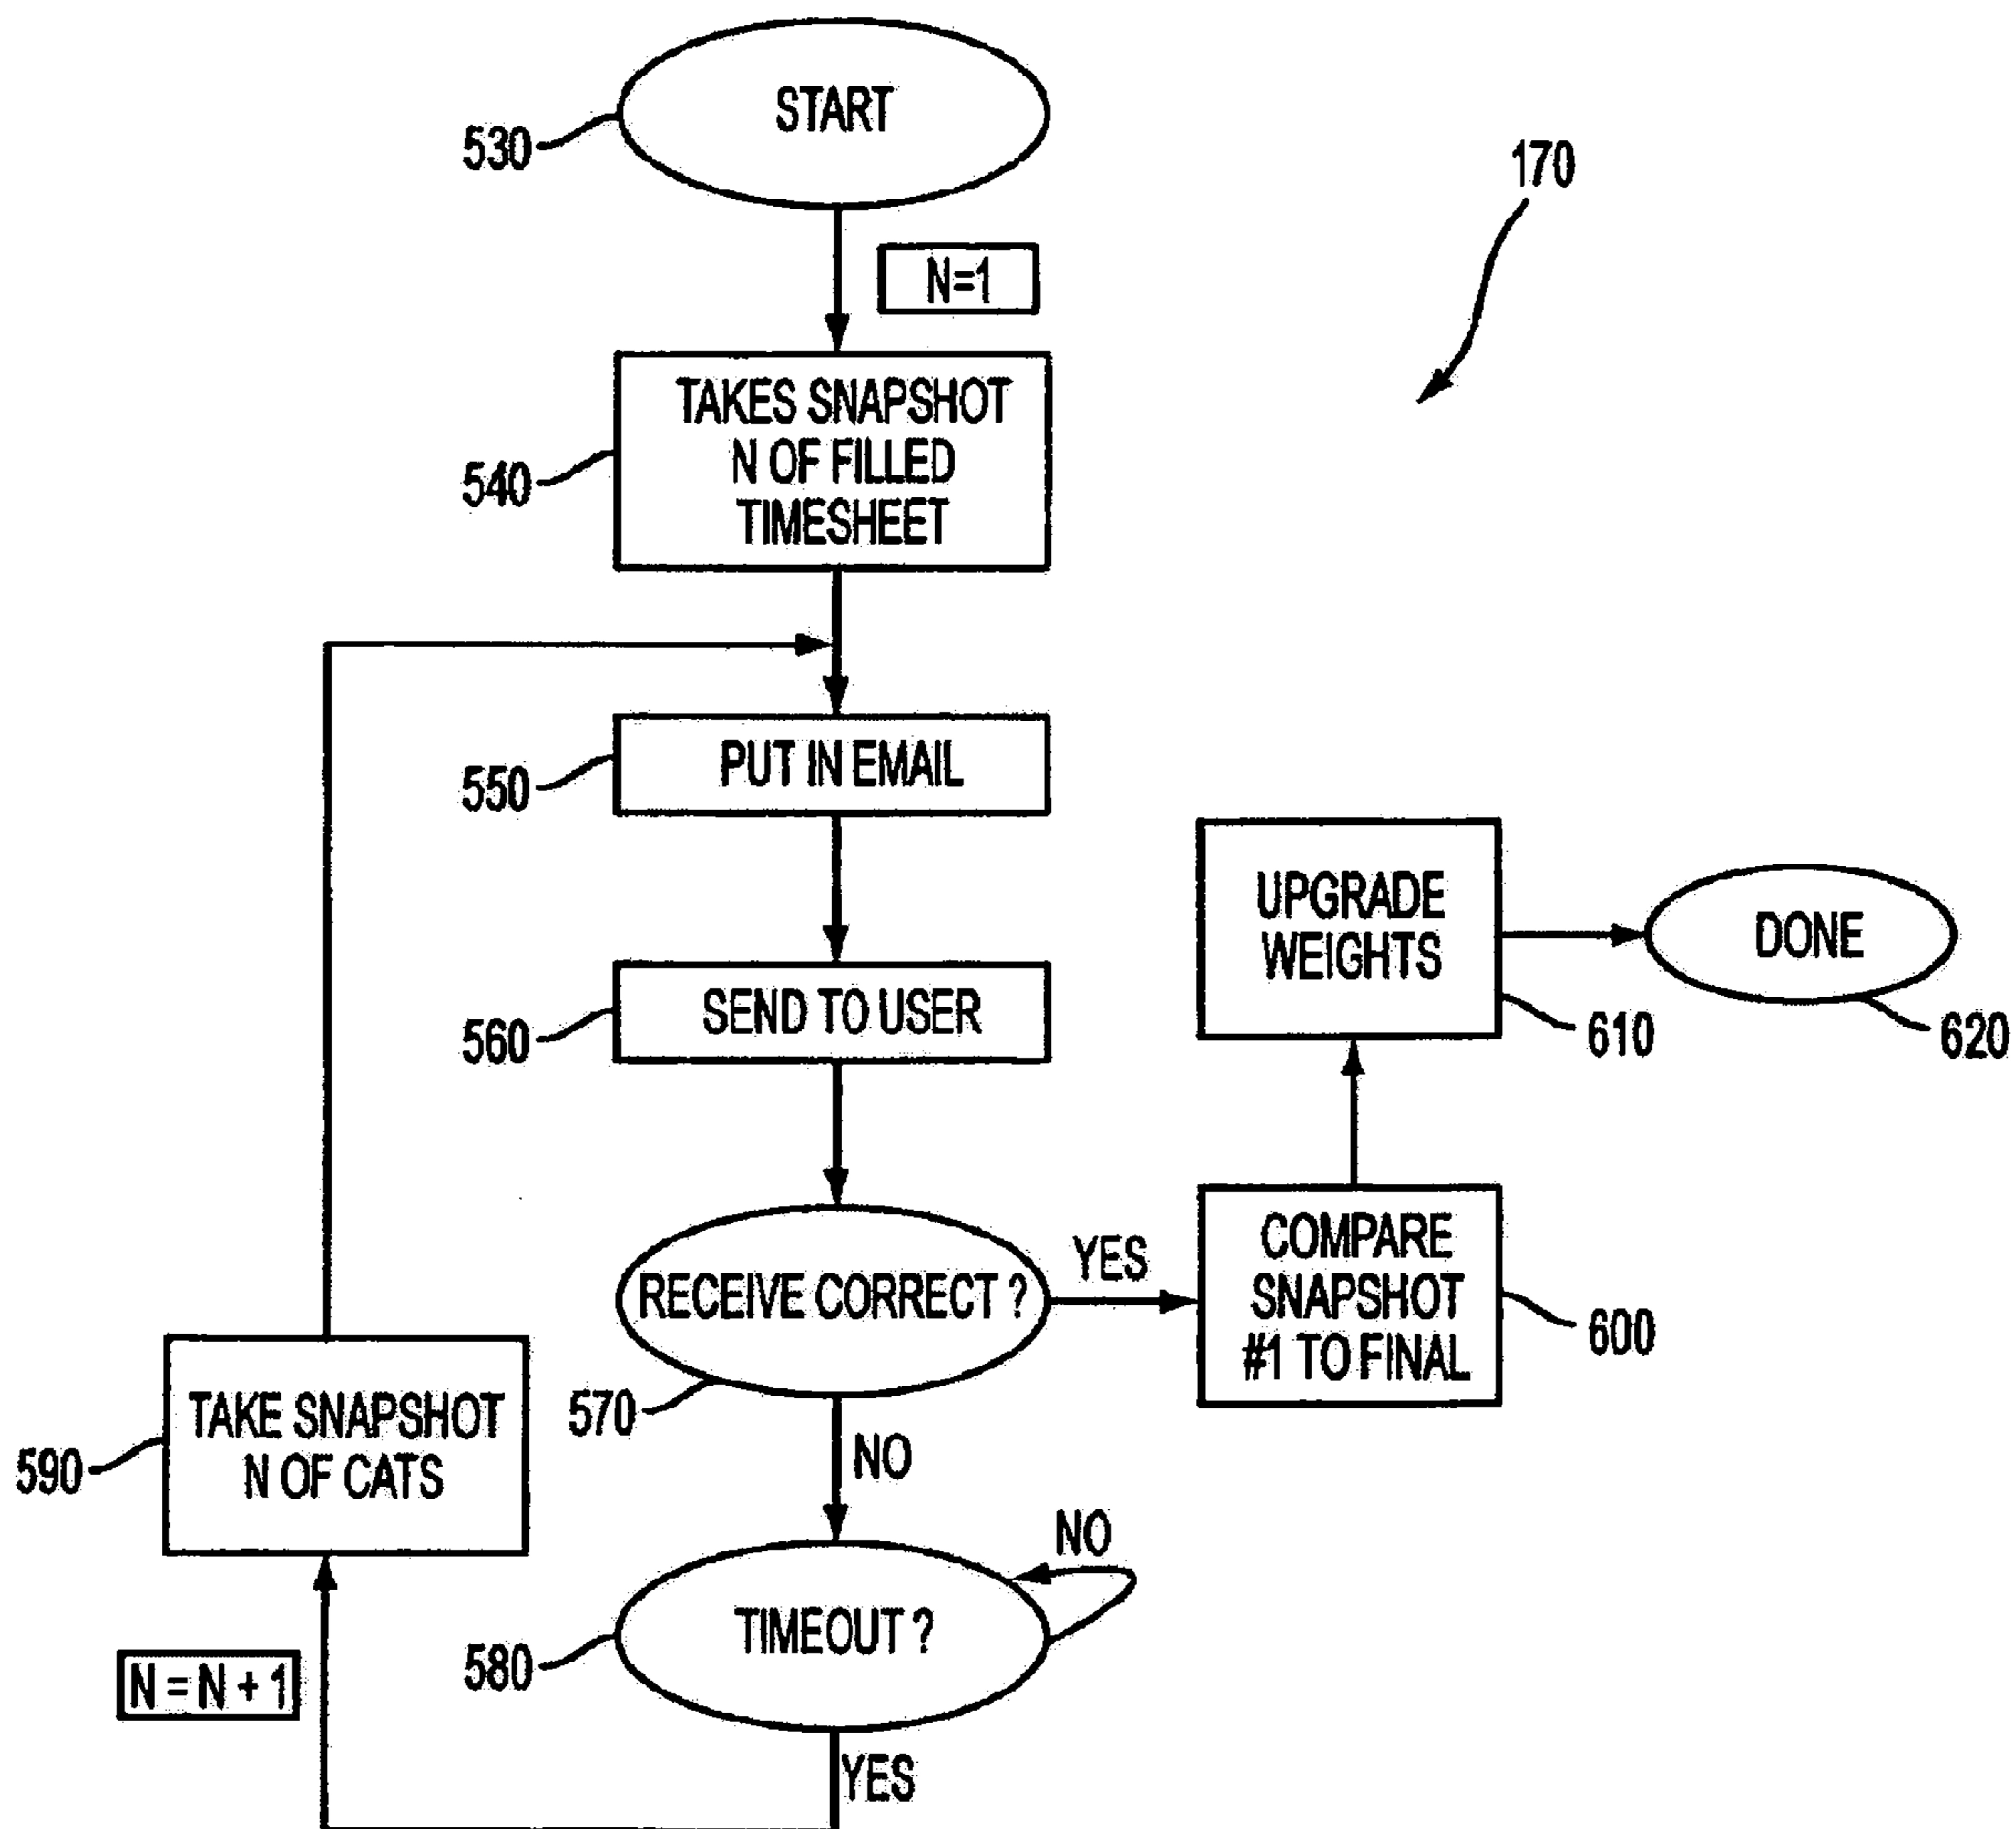 START
530
170
N=1
TAKES SNAPSHOT
N OF FILLED
TIMESHEET
540
PUT IN EMAIL
550
UPGRADE
WEIGHTS
DONE
SEND TO USER
560
610
620
RECEIVE CORRECT ?
YES
COMPARE
SNAPSHOT
#1 TO FINAL
600
570
TAKE SNAPSHOT
N OF CATS
590
NO
NO
TIMEOUT ?
580
N = N + 1
YES